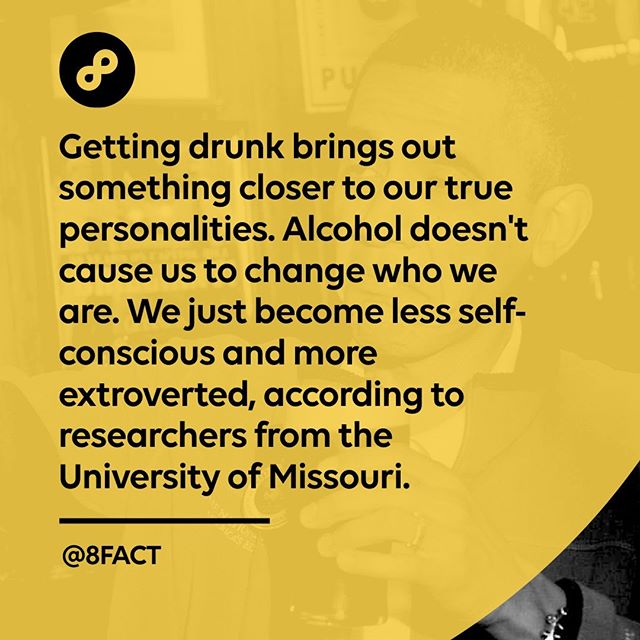 PU
Getting drunk brings out
something closer to our true
personalities. Alcohol doesn't
cause us to change who we
are. We just become less self-
conscious and more
extroverted, according to
researchers from the
University of Missouri.
@8FACT